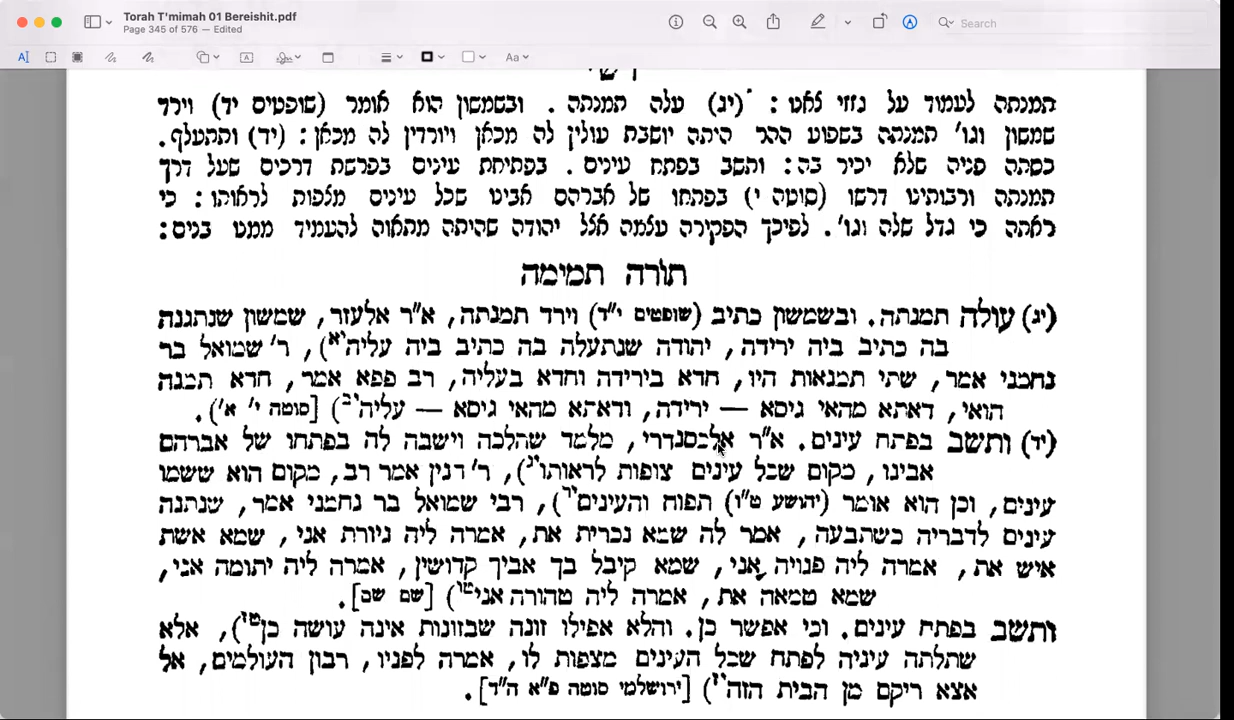 Torah T'mimah 01 Bereishit.pdf
Page 345 of 576 — Edited
Search
Aa
תמנתה לעמוד על גוזי צאנו : (יג) עלה תמנתה . ובשמשון הוא אומר (שופטים יד) וירד
שמשון וגו' תמנתה בשפוע ההר היתה יושבת עולין לה מכאן ויורדין לה מכאן : (יד) ותתעלף .
כסתה פניה שלא יכיר בה : ותשב בפתח עינים . בפתיחת עינים בפרשת דרכים שעל דרך
תמנתה ורבותינו דרשו (סוטה י) בפתחו של אברהם אבינו שכל עינים מצפות לראותו : כי
ראתה כי גדל שלה וגו' . לפיכך הפקירה עצמה אצל יהודה שהיתה מתאוה להעמיד ממנו בנים :
תורה תמימה
(יג) עולה תמנתה. ובשמשון כתיב (שופטים י"ד) וירד תמנתה, א"ר אלעזר, שמשון שנתגנה
בה כתיב ביה ירידה, יהודה שנתעלה בה כתיב ביה עליהיא), ר' שמואל בר
נחמני אמר, שתי תמנאות היו, חדא בירידה וחדא בעליה, רב פפא אמר, חדא תמנה
הואי, דאתא מהאי גיסא — ירידה, ודאתא מהאי גיסא — עליהיב) [סוטה י' א'].
(יד) ותשב בפתח עינים. א"ר אלכסנדרי, מלמד שהלכה וישבה לה בפתחו של אברהם
אבינו, מקום שכל עינים צופות לראותויג), ר' חנין אמר רב, מקום הוא ששמו
עינים, וכן הוא אומר (יהושע ט"ו) תפוח והעיניםיד), רבי שמואל בר נחמני אמר, שנתנה
עינים לדבריה כשתבעה, אמר לה שמא נכרית את, אמרה ליה גיורת אני, שמא אשת
איש את, אמרה ליה פנויה אני, שמא קיבל בך אביך קדושין, אמרה ליה יתומה אני,
שמא טמאה את, אמרה ליה טהורה אניטו) [שם שם].
ותשב בפתח עינים. וכי אפשר כן. והלא אפילו זונה שבזונות אינה עושה כןטז), אלא
שתלתה עיניה לפתח שכל העינים מצפות לו, אמרה לפניו, רבון העולמים, אל
אצא ריקם מן הבית הזהיז) [ירושלמי סוטה פ"א ה"ד].